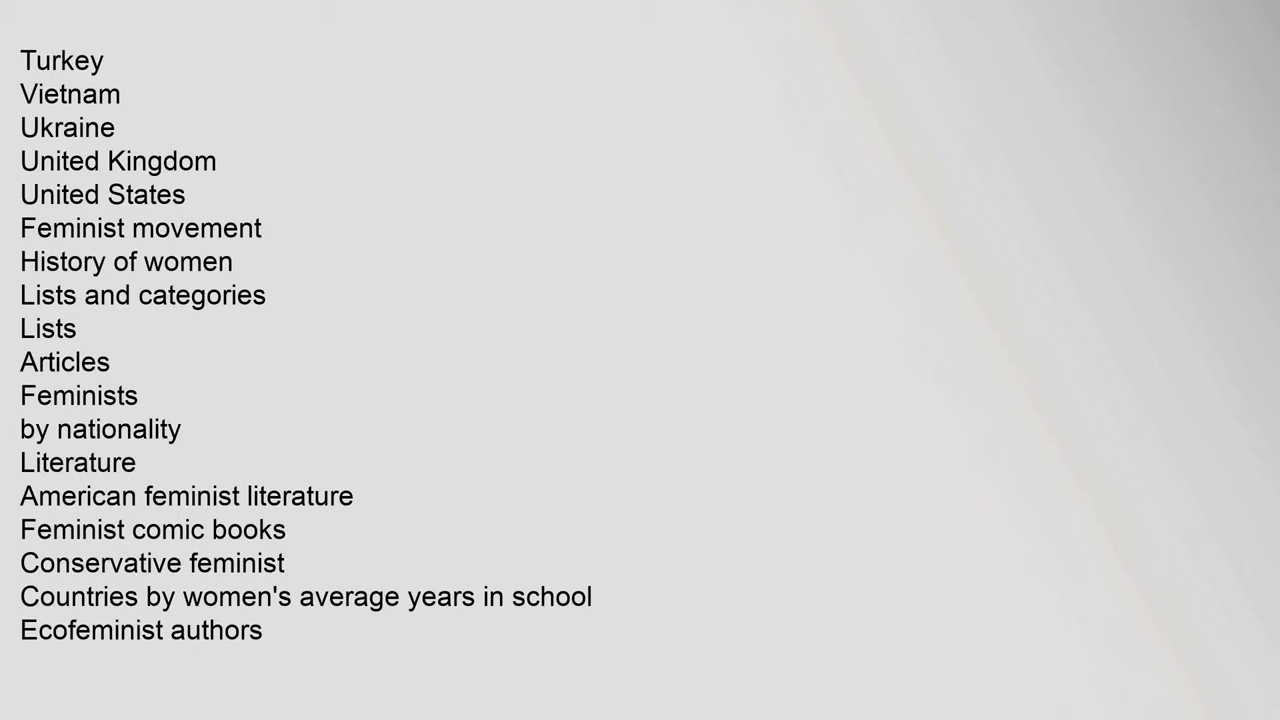 Turkey
Vietnam
Ukraine
United Kingdom
United States
Feminist movement
History of women
Lists and categories
Lists
Articles
Feminists
by nationality
Literature
American feminist literature
Feminist comic books
Conservative feminist
Countries by women's average years in school
Ecofeminist authors